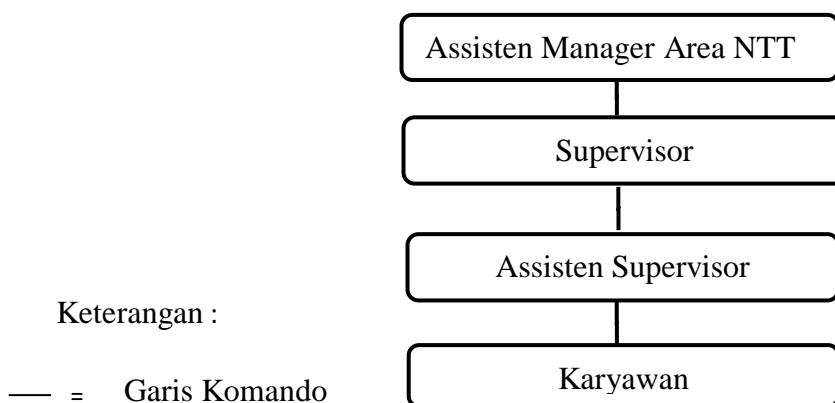 Assisten Manager Area NTT
Supervisor
Assisten Supervisor
Keterangan :
Karyawan
= Garis Komando